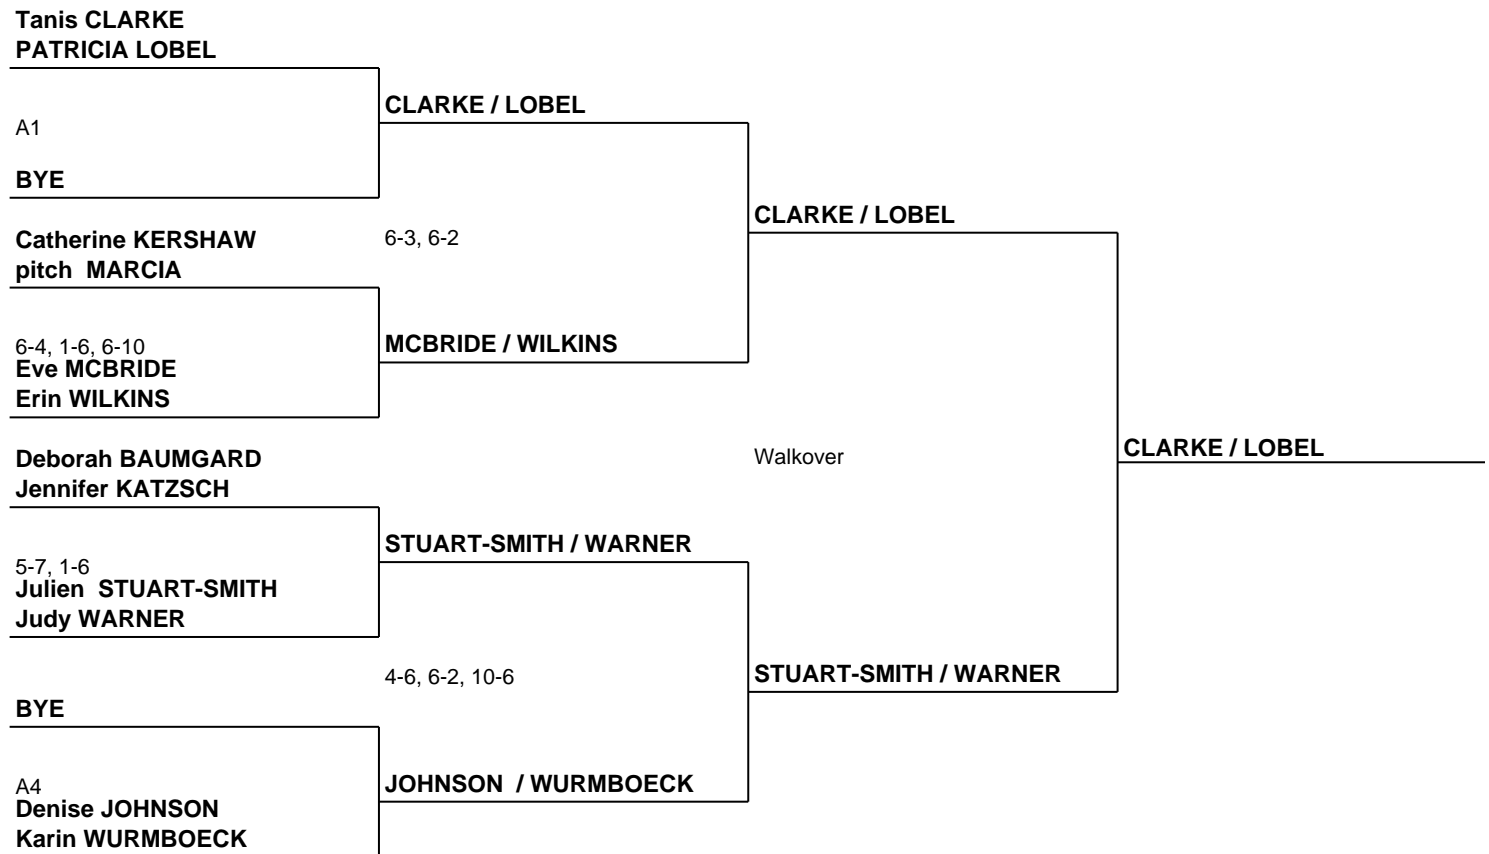 Tanis CLARKE
PATRICIA LOBEL
CLARKE / LOBEL
A1
BYE
CLARKE / LOBEL
Catherine KERSHAW
pitch  MARCIA
6-3, 6-2
6-4, 1-6, 6-10
MCBRIDE / WILKINS
Eve MCBRIDE
Erin WILKINS
Deborah BAUMGARD
Jennifer KATZSCH
Walkover
CLARKE / LOBEL
STUART-SMITH / WARNER
5-7, 1-6
Julien  STUART-SMITH
Judy WARNER
4-6, 6-2, 10-6
STUART-SMITH / WARNER
BYE
A4
JOHNSON  / WURMBOECK
Denise JOHNSON
Karin WURMBOECK